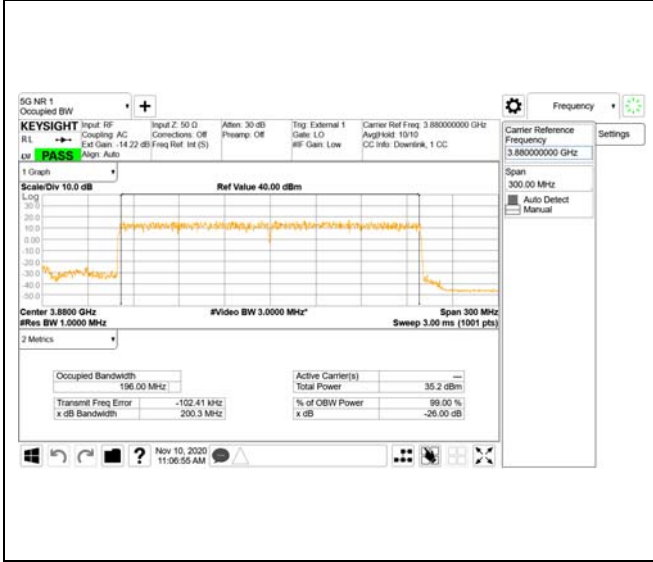 5G NR 1
Occupied BW
Frequency
KEYSIGHT
Input: RF
Input Z: 50 Ω
Atten: 30 dB
Trig: External 1
Carrier Ref Freq: 3.880000000 GHz
R L
Coupling: AC
Corrections: Off
Preamp: Off
Gate: LO
Avg|Hold: 10/10
Ext Gain: -14.22 dB
Freq Ref: Int (S)
#IF Gain: Low
CC Info: Downlink, 1 CC
PASS
Align: Auto
Carrier Reference
Frequency
3.880000000 GHz
Settings
Span
300.00 MHz
Auto Detect
Manual
1 Graph
Scale/Div 10.0 dB
Ref Value 40.00 dBm
Log
30.0
20.0
10.0
0.00
-10.0
-20.0
-30.0
-40.0
-50.0
Center 3.8800 GHz
#Video BW 3.0000 MHz*
Span 300 MHz
#Res BW 1.0000 MHz
Sweep 3.00 ms (1001 pts)
2 Metrics
Occupied Bandwidth
196.00 MHz
Active Carrier(s)
---
Total Power
35.2 dBm
Transmit Freq Error
-102.41 kHz
% of OBW Power
99.00 %
x dB Bandwidth
200.3 MHz
x dB
-26.00 dB
?
Nov 10, 2020
11:06:55 AM